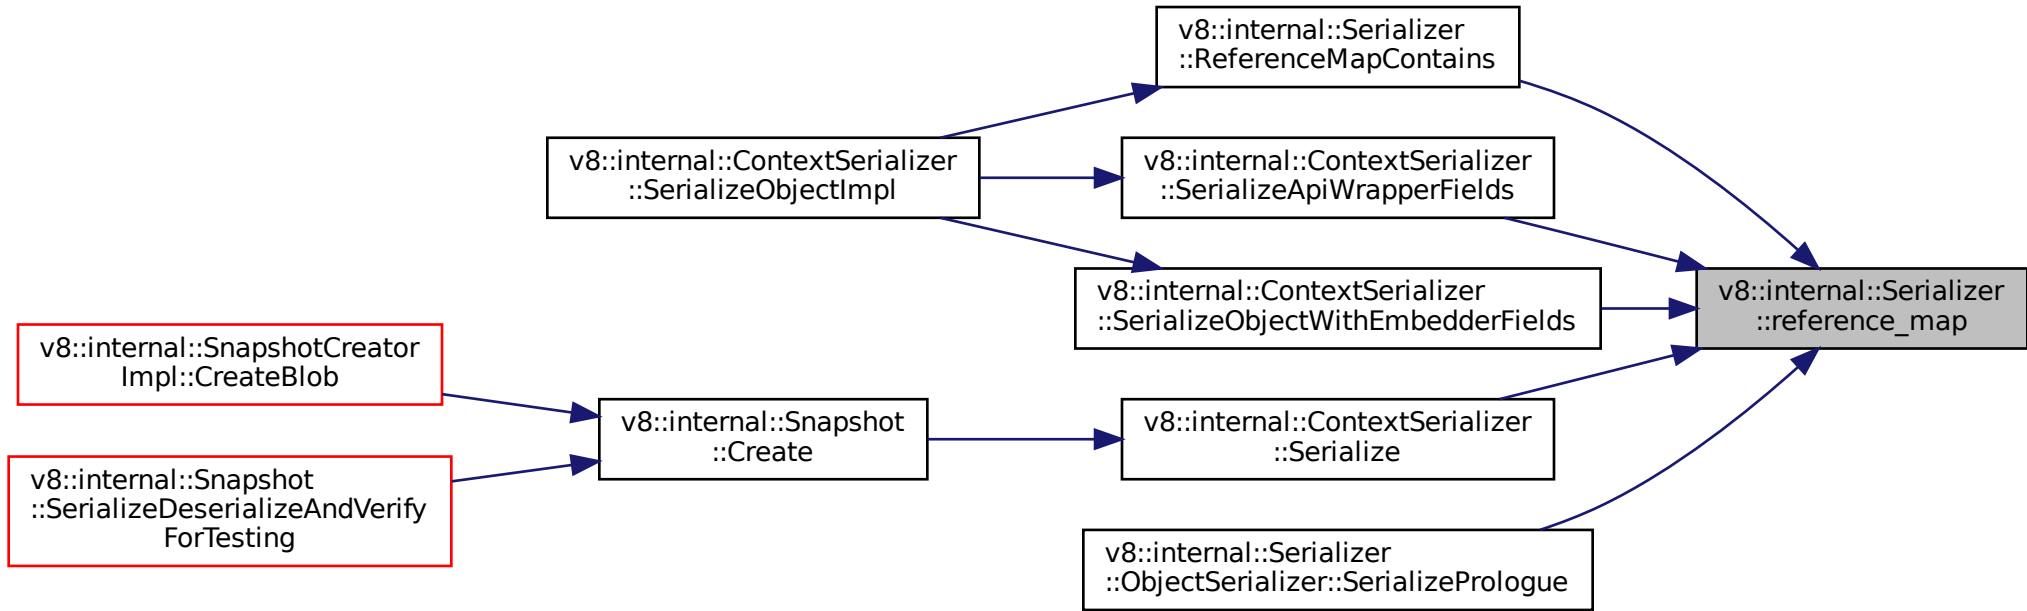 v8::internal::Serializer
::ReferenceMapContains
v8::internal::ContextSerializer
::SerializeObjectImpl
v8::internal::ContextSerializer
::SerializeApiWrapperFields
v8::internal::ContextSerializer
::SerializeObjectWithEmbedderFields
v8::internal::Serializer
::reference_map
v8::internal::SnapshotCreator
Impl::CreateBlob
v8::internal::Snapshot
::Create
v8::internal::ContextSerializer
::Serialize
v8::internal::Snapshot
::SerializeDeserializeAndVerify
ForTesting
v8::internal::Serializer
::ObjectSerializer::SerializePrologue